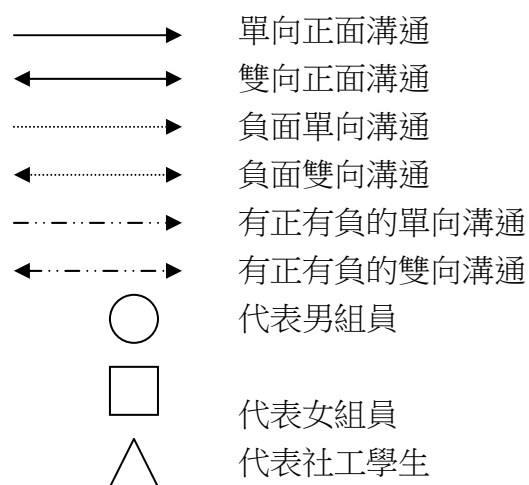 單向正面溝通
雙向正面溝通
負面單向溝通
負面雙向溝通
有正有負的單向溝通
有正有負的雙向溝通
代表男組員
代表女組員
代表社工學生